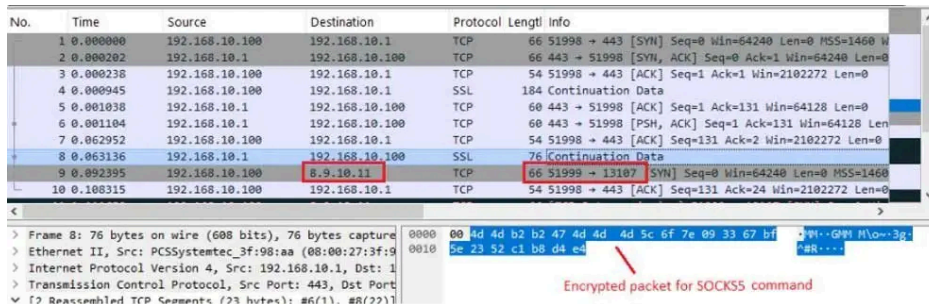 No. Time Source Destination Protocol Lengtl Info
1 0.000000 192.168.10.100 192.168.10.1 TCP 66 51998 → 443 [SYN] Seq=0 Win=64240 Len=0 MSS=1460 W
2 0.000202 192.168.10.1 192.168.10.100 TCP 66 443 → 51998 [SYN, ACK] Seq=0 Ack=1 Win=64240 Len=0
3 0.000238 192.168.10.100 192.168.10.1 TCP 54 51998 → 443 [ACK] Seq=1 Ack=1 Win=2102272 Len=0
4 0.000945 192.168.10.100 192.168.10.1 SSL 184 Continuation Data
5 0.001038 192.168.10.1 192.168.10.100 TCP 60 443 → 51998 [ACK] Seq=1 Ack=131 Win=64128 Len=0
6 0.001104 192.168.10.1 192.168.10.100 TCP 60 443 → 51998 [PSH, ACK] Seq=1 Ack=131 Win=64128 Len
7 0.062952 192.168.10.100 192.168.10.1 TCP 54 51998 → 443 [ACK] Seq=131 Ack=2 Win=2102272 Len=0
8 0.063136 192.168.10.1 192.168.10.100 SSL 76 Continuation Data
9 0.092395 192.168.10.100 8.9.10.11 TCP 66 51999 → 13107 [SYN] Seq=0 Win=64240 Len=0 MSS=1460
10 0.108315 192.168.10.100 192.168.10.1 TCP 54 51998 → 443 [ACK] Seq=131 Ack=24 Win=2102272 Len=0
Frame 8: 76 bytes on wire (608 bits), 76 bytes capture
Ethernet II, Src: PCSSystemtec_3f:98:aa (08:00:27:3f:9
Internet Protocol Version 4, Src: 192.168.10.1, Dst: 1
Transmission Control Protocol, Src Port: 443, Dst Port
[2 Reassembled TCP Segments (23 bytes): #6(1), #8(22)]
0000 00 4d 4d b2 b2 47 4d 4d 4d 5c 6f 7e 09 33 67 bf ·MM··GMM M\o~·3g·
0010 5e 23 52 c1 b8 d4 e4 ^#R····
Encrypted packet for SOCKS5 command